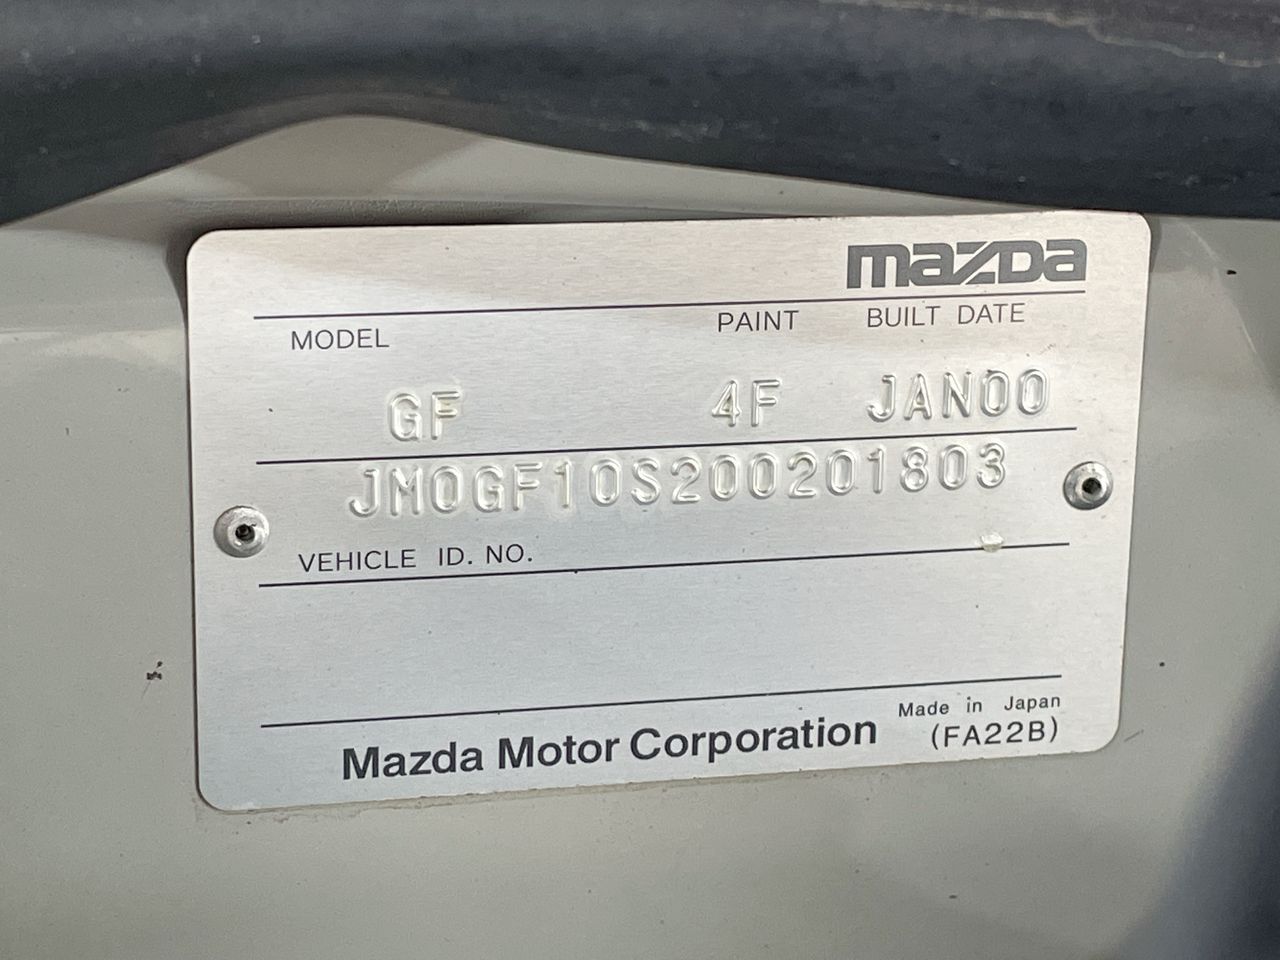 mazda
MODEL PAINT BUILT DATE
GF 4F JAN00
JM0GF10S200201803
VEHICLE ID. NO.
Made in Japan
Mazda Motor Corporation (FA22B)